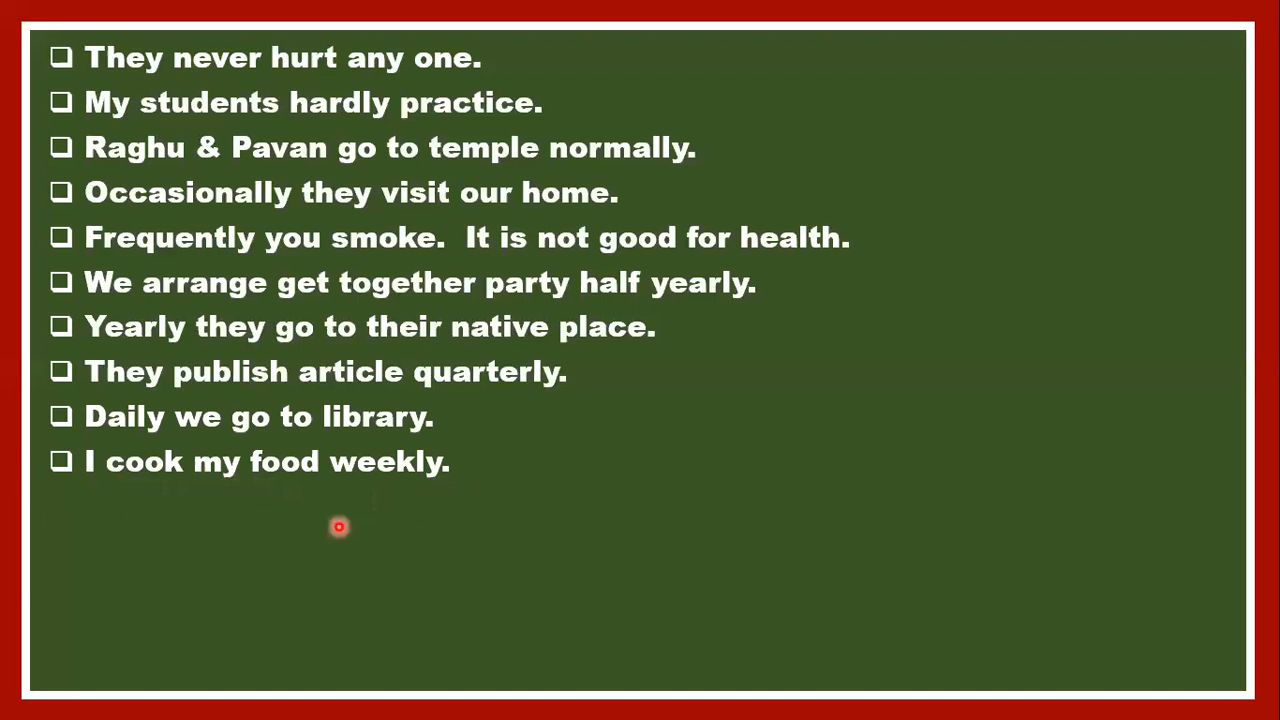 ❑ They never hurt any one.
❑ My students hardly practice.
❑ Raghu & Pavan go to temple normally.
❑ Occasionally they visit our home.
❑ Frequently you smoke.  It is not good for health.
❑ We arrange get together party half yearly.
❑ Yearly they go to their native place.
❑ They publish article quarterly.
❑ Daily we go to library.
❑ I cook my food weekly.